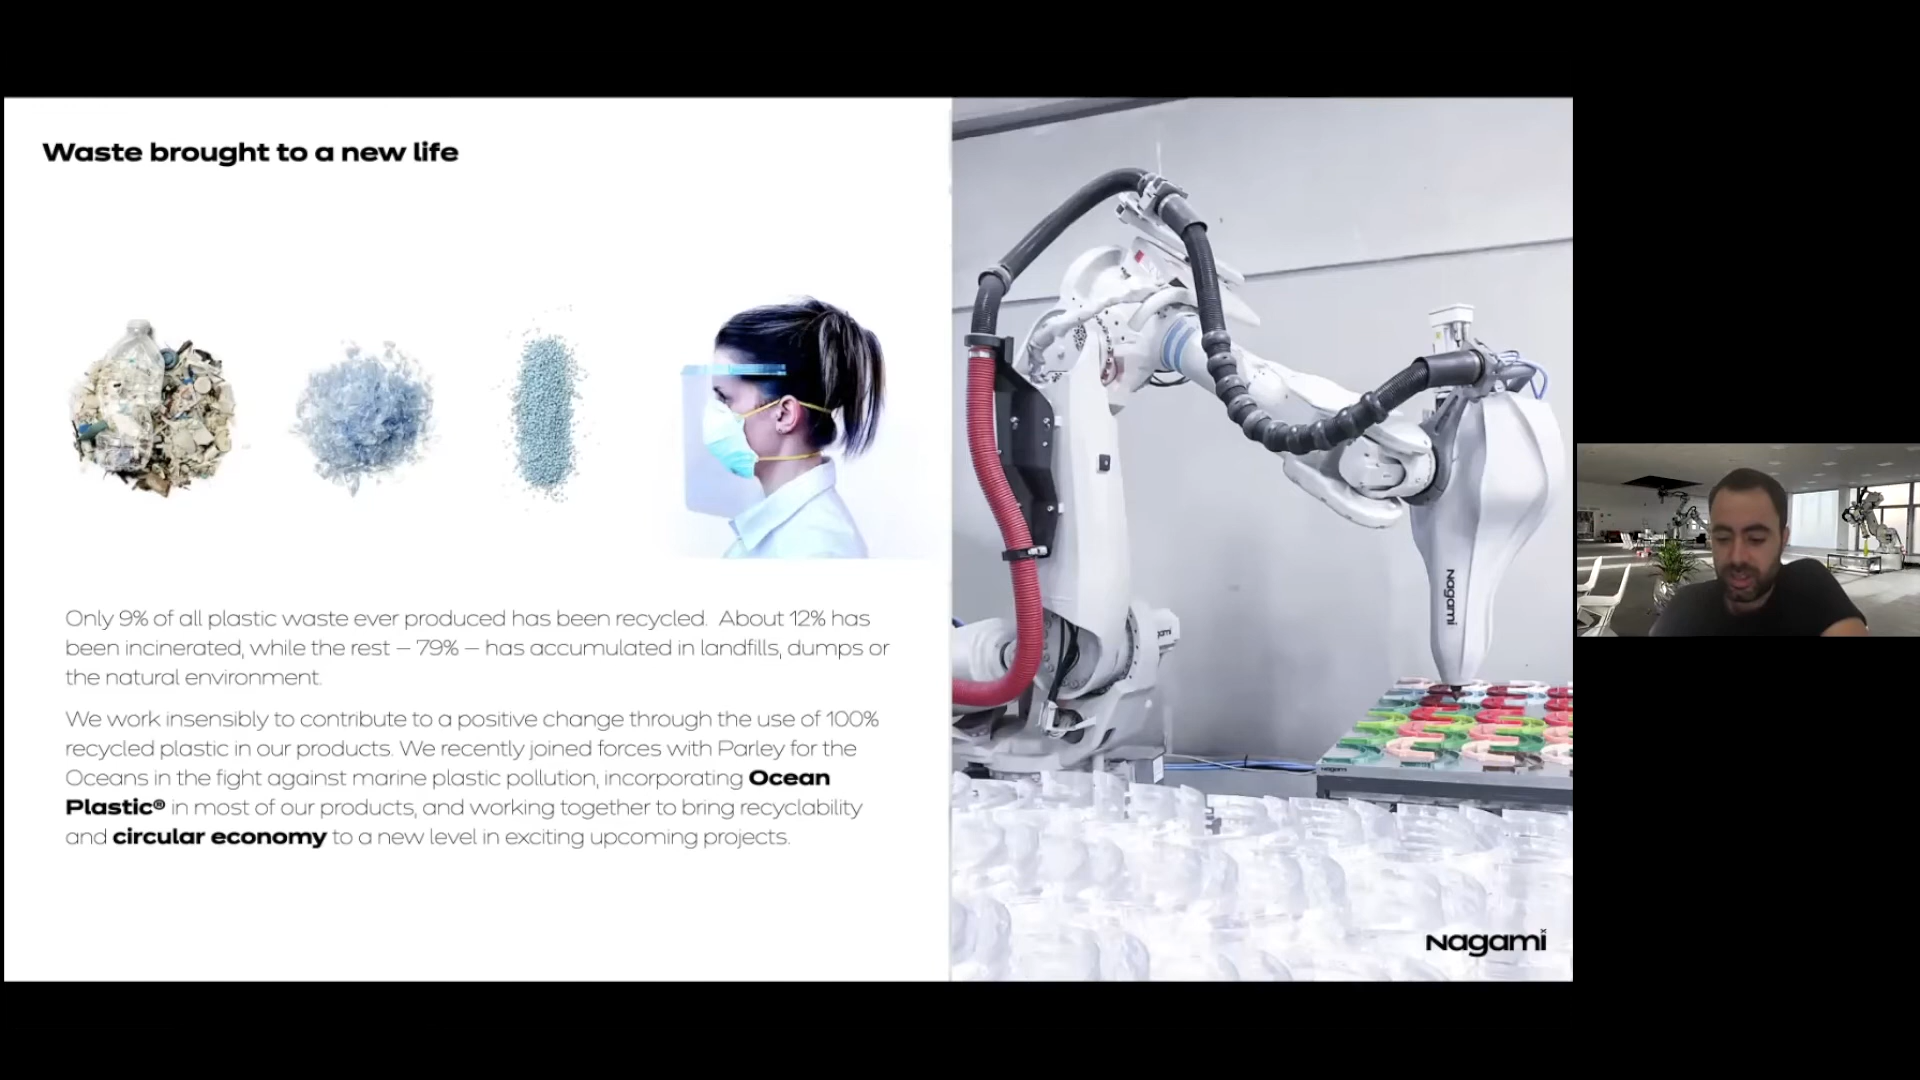 Waste brought to a new life
Only 9% of all plastic waste ever produced has been recycled. About 12% has
been incinerated, while the rest – 79% – has accumulated in landfills, dumps or
the natural environment.
We work insensibly to contribute to a positive change through the use of 100%
recycled plastic in our products. We recently joined forces with Parley for the
Oceans in the fight against marine plastic pollution, incorporating Ocean
Plastic® in most of our products, and working together to bring recyclability
and circular economy to a new level in exciting upcoming projects.
Nagami
Nagami
Nagami